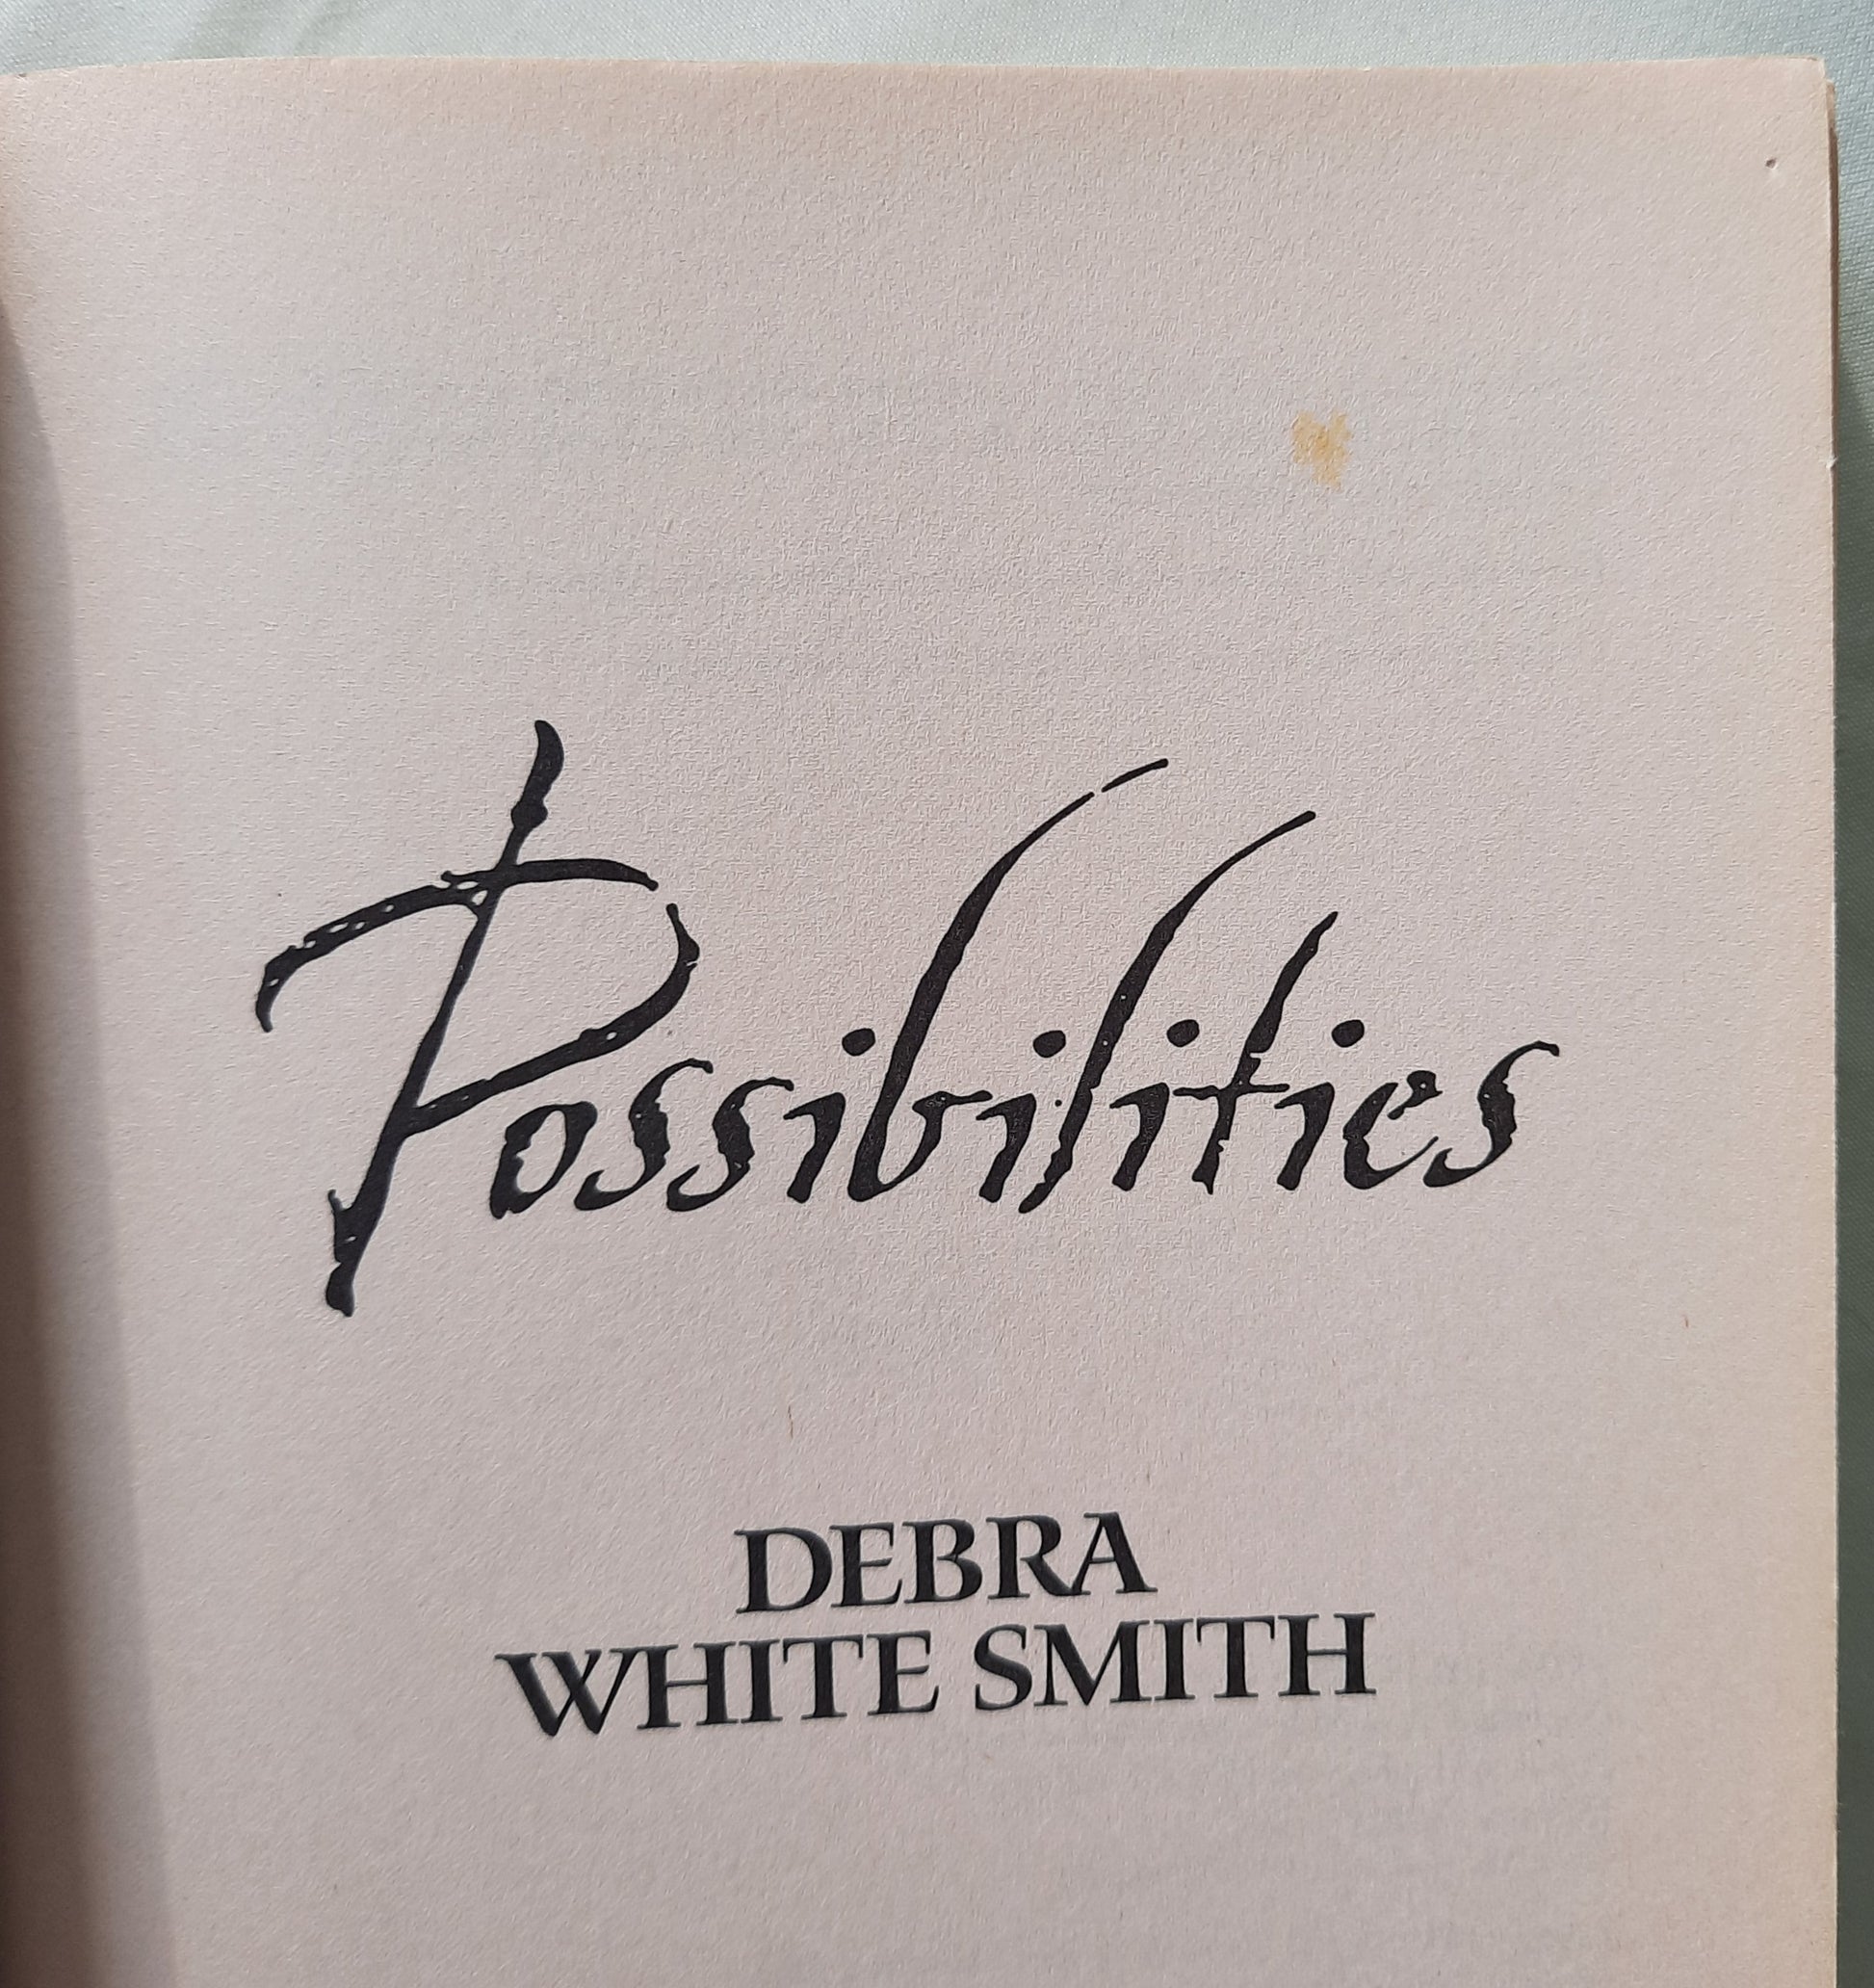 Possibilities
DEBRA
WHITE SMITH